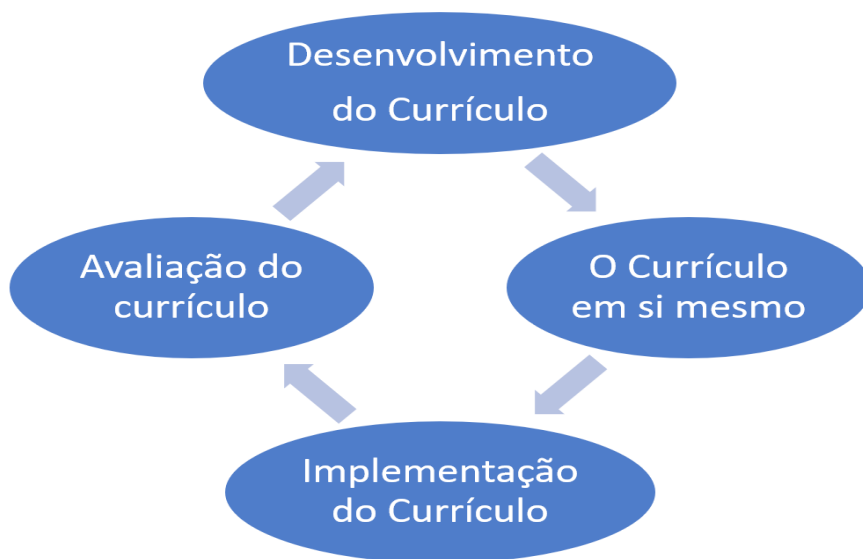 Desenvolvimento
do Currículo
Avaliação do
currículo
O Currículo
em si mesmo
Implementação
do Currículo